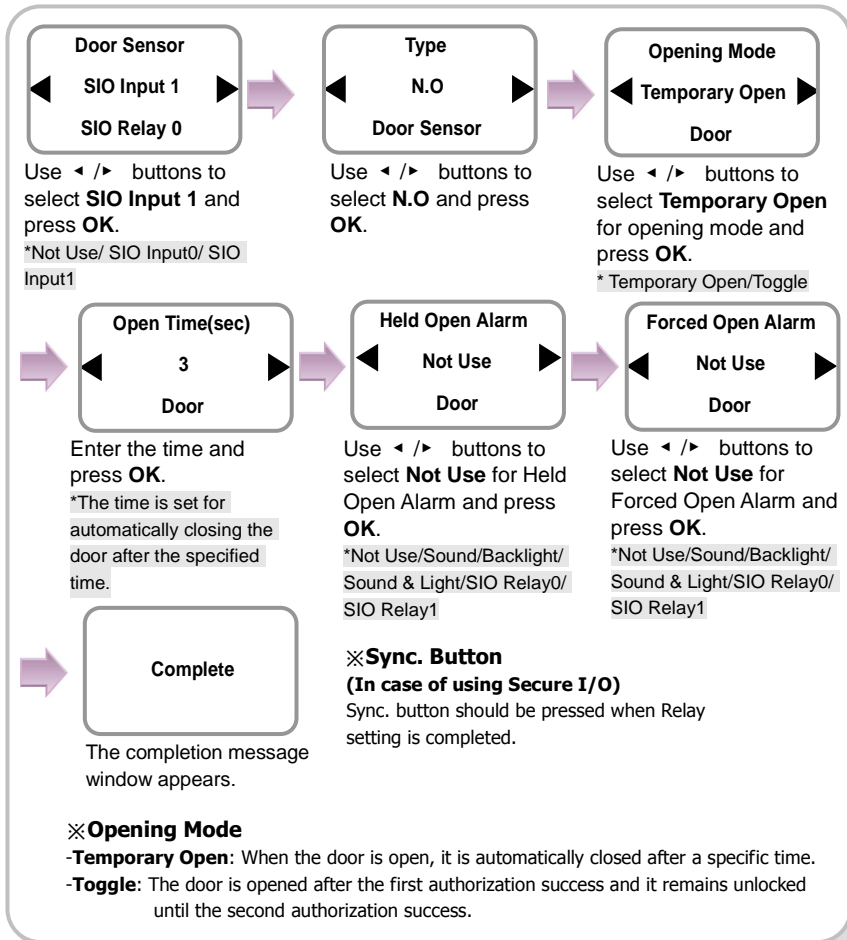 Door Sensor
◀ SIO Input 1 ▶
SIO Relay 0
Use ◂ /▸ buttons to
select SIO Input 1 and
press OK.
*Not Use/ SIO Input0/ SIO
Input1
Type
◀ N.O ▶
Door Sensor
Use ◂ /▸ buttons to
select N.O and press
OK.
Opening Mode
◀ Temporary Open ▶
Door
Use ◂ /▸ buttons to
select Temporary Open
for opening mode and
press OK.
* Temporary Open/Toggle
Open Time(sec)
◀ 3 ▶
Door
Enter the time and
press OK.
*The time is set for
automatically closing the
door after the specified
time.
Held Open Alarm
◀ Not Use ▶
Door
Use ◂ /▸ buttons to
select Not Use for Held
Open Alarm and press
OK.
*Not Use/Sound/Backlight/
Sound & Light/SIO Relay0/
SIO Relay1
Forced Open Alarm
◀ Not Use ▶
Door
Use ◂ /▸ buttons to
select Not Use for
Forced Open Alarm and
press OK.
*Not Use/Sound/Backlight/
Sound & Light/SIO Relay0/
SIO Relay1
Complete
The completion message
window appears.
※Sync. Button
(In case of using Secure I/O)
Sync. button should be pressed when Relay
setting is completed.
※Opening Mode
-Temporary Open: When the door is open, it is automatically closed after a specific time.
-Toggle: The door is opened after the first authorization success and it remains unlocked
until the second authorization success.